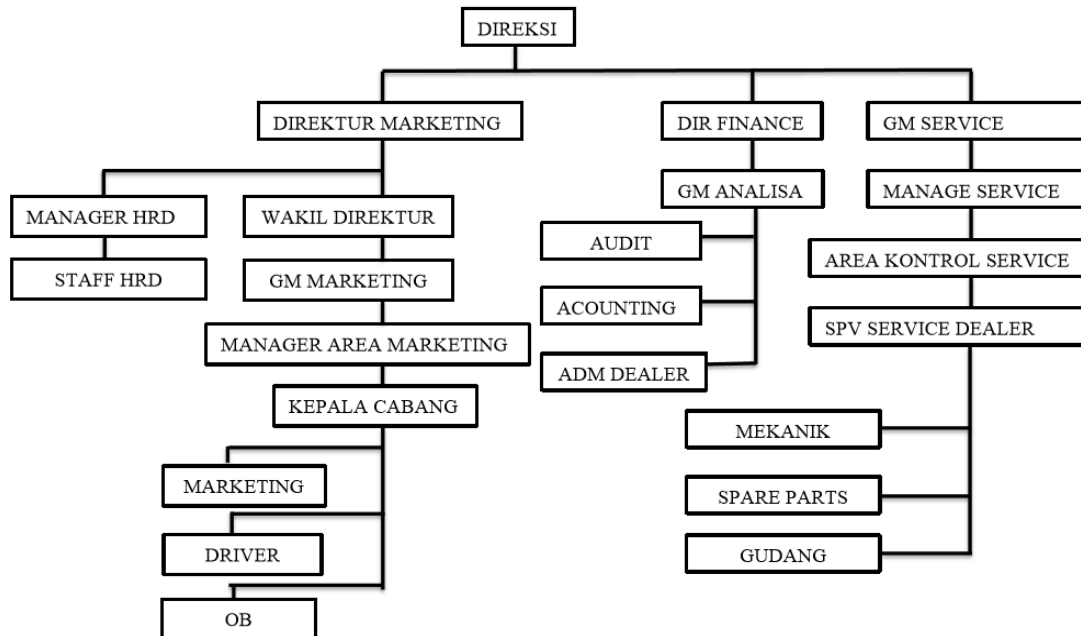 DIREKSI
DIREKTUR MARKETING
DIR FINANCE
GM SERVICE
MANAGER HRD
WAKIL DIREKTUR
GM ANALISA
MANAGE SERVICE
STAFF HRD
GM MARKETING
AUDIT
AREA KONTROL SERVICE
ACOUNTING
SPV SERVICE DEALER
MANAGER AREA MARKETING
ADM DEALER
KEPALA CABANG
MEKANIK
MARKETING
SPARE PARTS
DRIVER
GUDANG
OB